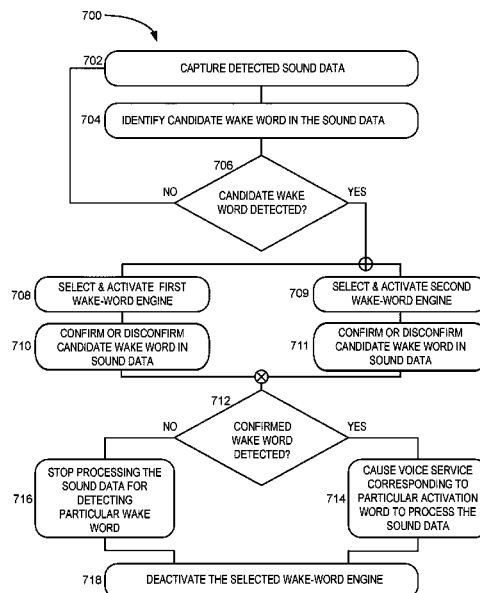 700
702
CAPTURE DETECTED SOUND DATA
704
IDENTIFY CANDIDATE WAKE WORD IN THE SOUND DATA
706
NO
CANDIDATE WAKE
WORD DETECTED?
YES
708
SELECT & ACTIVATE FIRST
WAKE-WORD ENGINE
709
SELECT & ACTIVATE SECOND
WAKE-WORD ENGINE
710
CONFIRM OR DISCONFIRM
CANDIDATE WAKE WORD IN
SOUND DATA
711
CONFIRM OR DISCONFIRM
CANDIDATE WAKE WORD IN
SOUND DATA
712
NO
CONFIRMED
WAKE WORD
DETECTED?
YES
716
STOP PROCESSING THE
SOUND DATA FOR
DETECTING
PARTICULAR WAKE
WORD
714
CAUSE VOICE SERVICE
CORRESPONDING TO
PARTICULAR ACTIVATION
WORD TO PROCESS THE
SOUND DATA
718
DEACTIVATE THE SELECTED WAKE-WORD ENGINE